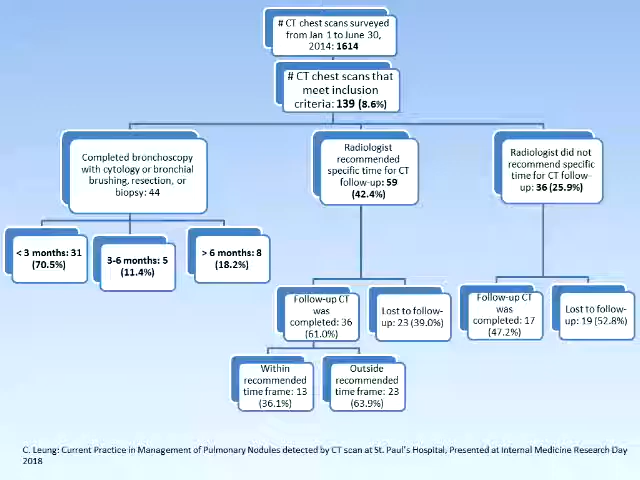 # CT chest scans surveyed
from Jan 1 to June 30,
2014: 1614
# CT chest scans that
meet inclusion
criteria: 139 (8.6%)
Completed bronchoscopy
with cytology or bronchial
brushing, resection, or
biopsy: 44
Radiologist
recommended
specific time for CT
follow-up: 59
(42.4%)
Radiologist did not
recommend specific
time for CT follow-
up: 36 (25.9%)
< 3 months: 31
(70.5%)
3-6 months: 5
(11.4%)
> 6 months: 8
(18.2%)
Follow-up CT
was
completed: 36
(61.0%)
Lost to follow-
up: 23 (39.0%)
Follow-up CT
was
completed: 17
(47.2%)
Lost to follow-
up: 19 (52.8%)
Within
recommended
time frame: 13
(36.1%)
Outside
recommended
time frame: 23
(63.9%)
C. Leung: Current Practice in Management of Pulmonary Nodules detected by CT scan at St. Paul's Hospital, Presented at Internal Medicine Research Day
2018